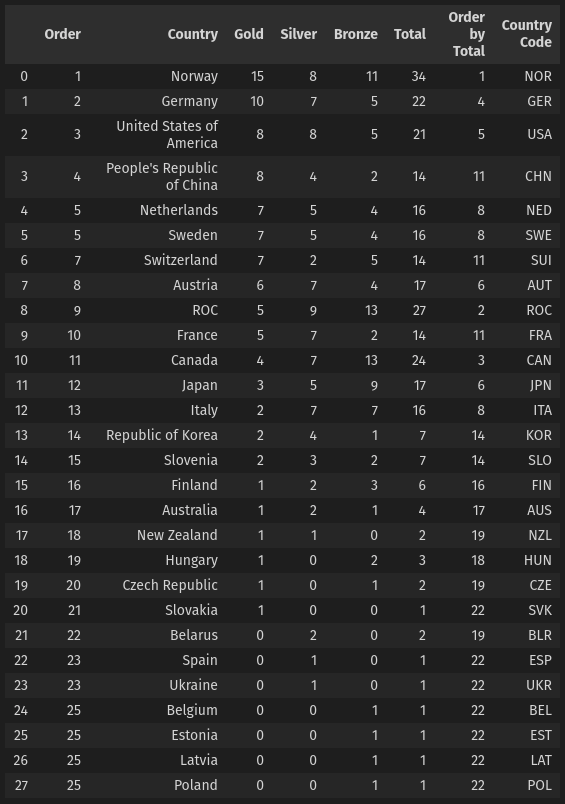 Order Country Gold Silver Bronze Total Order by Total Country Code
0 1 Norway 15 8 11 34 1 NOR
1 2 Germany 10 7 5 22 4 GER
2 3 United States of America 8 8 5 21 5 USA
3 4 People's Republic of China 8 4 2 14 11 CHN
4 5 Netherlands 7 5 4 16 8 NED
5 5 Sweden 7 5 4 16 8 SWE
6 7 Switzerland 7 2 5 14 11 SUI
7 8 Austria 6 7 4 17 6 AUT
8 9 ROC 5 9 13 27 2 ROC
9 10 France 5 7 2 14 11 FRA
10 11 Canada 4 7 13 24 3 CAN
11 12 Japan 3 5 9 17 6 JPN
12 13 Italy 2 7 7 16 8 ITA
13 14 Republic of Korea 2 4 1 7 14 KOR
14 15 Slovenia 2 3 2 7 14 SLO
15 16 Finland 1 2 3 6 16 FIN
16 17 Australia 1 2 1 4 17 AUS
17 18 New Zealand 1 1 0 2 19 NZL
18 19 Hungary 1 0 2 3 18 HUN
19 20 Czech Republic 1 0 1 2 19 CZE
20 21 Slovakia 1 0 0 1 22 SVK
21 22 Belarus 0 2 0 2 19 BLR
22 23 Spain 0 1 0 1 22 ESP
23 23 Ukraine 0 1 0 1 22 UKR
24 25 Belgium 0 0 1 1 22 BEL
25 25 Estonia 0 0 1 1 22 EST
26 25 Latvia 0 0 1 1 22 LAT
27 25 Poland 0 0 1 1 22 POL